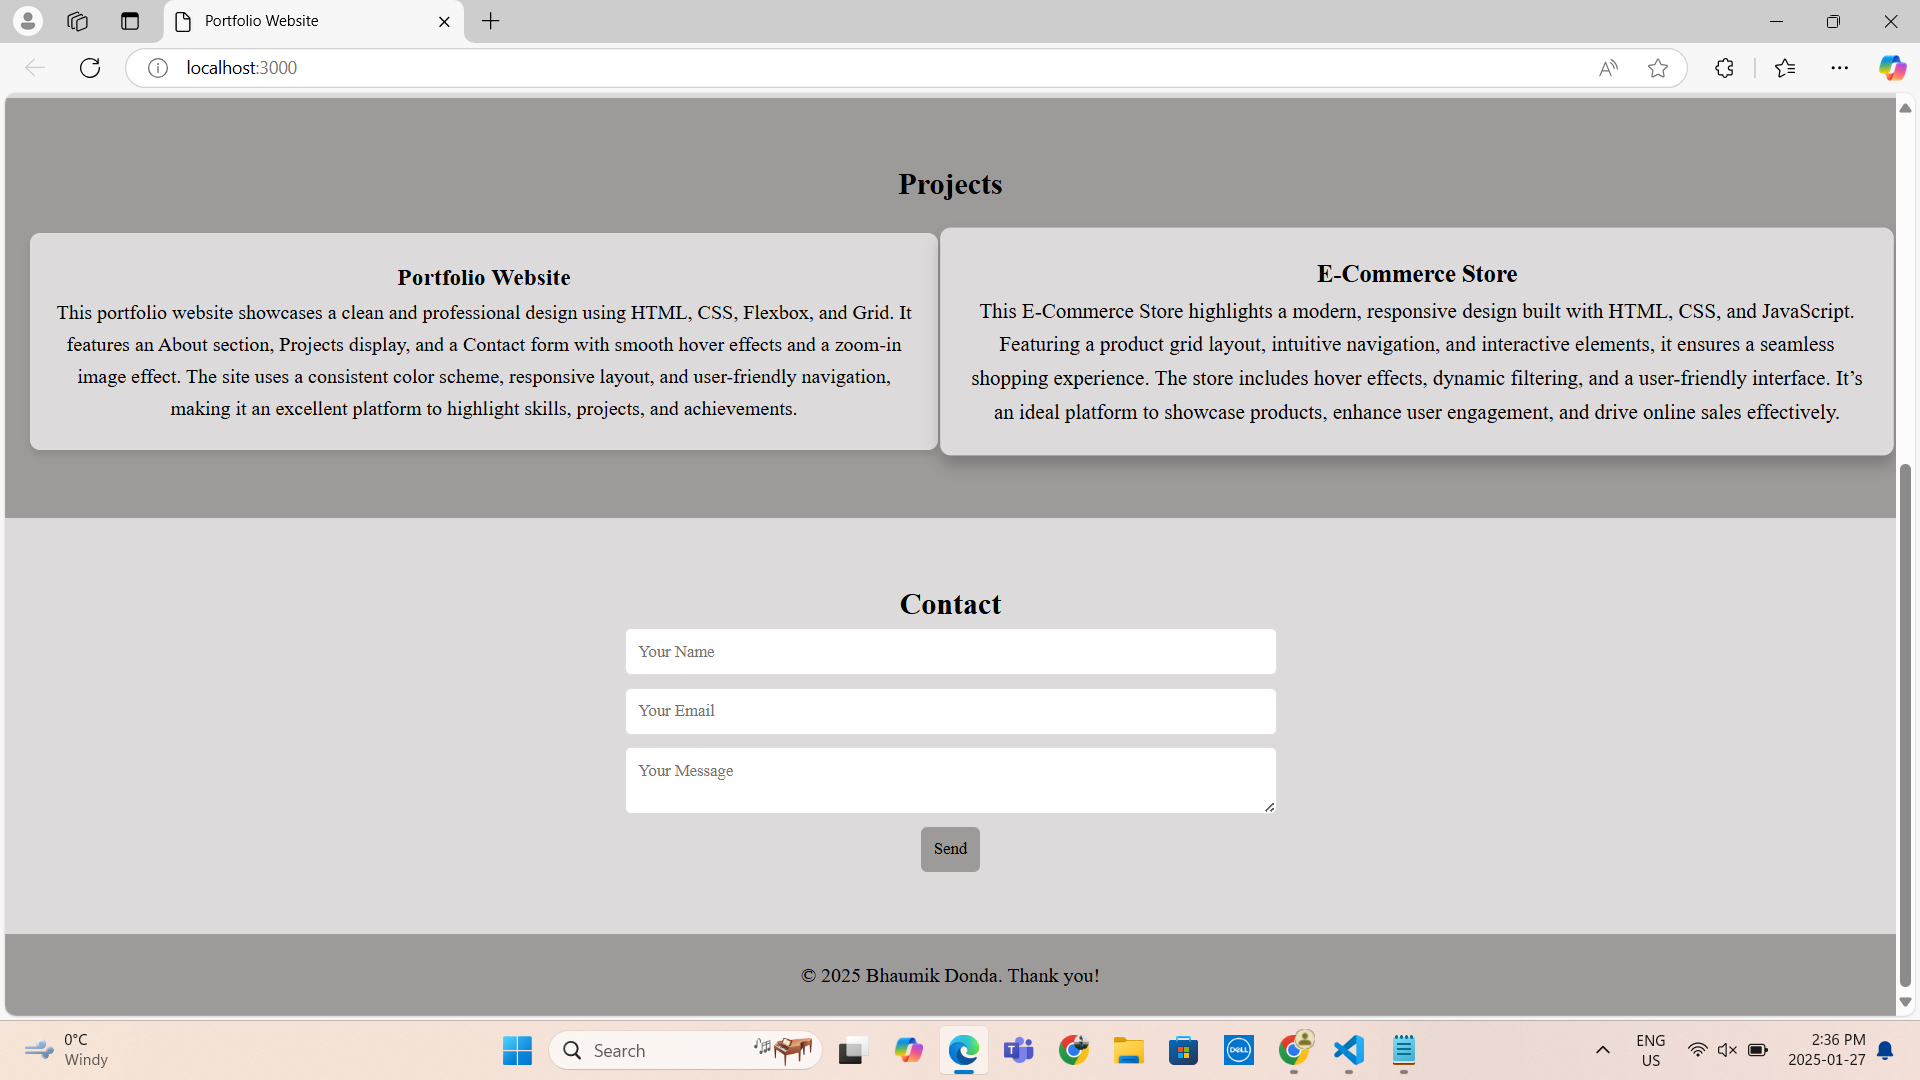 Portfolio Website
localhost:3000
Projects
Portfolio Website
This portfolio website showcases a clean and professional design using HTML, CSS, Flexbox, and Grid. It
features an About section, Projects display, and a Contact form with smooth hover effects and a zoom-in
image effect. The site uses a consistent color scheme, responsive layout, and user-friendly navigation,
making it an excellent platform to highlight skills, projects, and achievements.
E-Commerce Store
This E-Commerce Store highlights a modern, responsive design built with HTML, CSS, and JavaScript.
Featuring a product grid layout, intuitive navigation, and interactive elements, it ensures a seamless
shopping experience. The store includes hover effects, dynamic filtering, and a user-friendly interface. It’s
an ideal platform to showcase products, enhance user engagement, and drive online sales effectively.
Contact
Your Name
Your Email
Your Message
Send
© 2025 Bhaumik Donda. Thank you!
0°C
Windy
Search
DELL
ENG
US
2:36 PM
2025-01-27